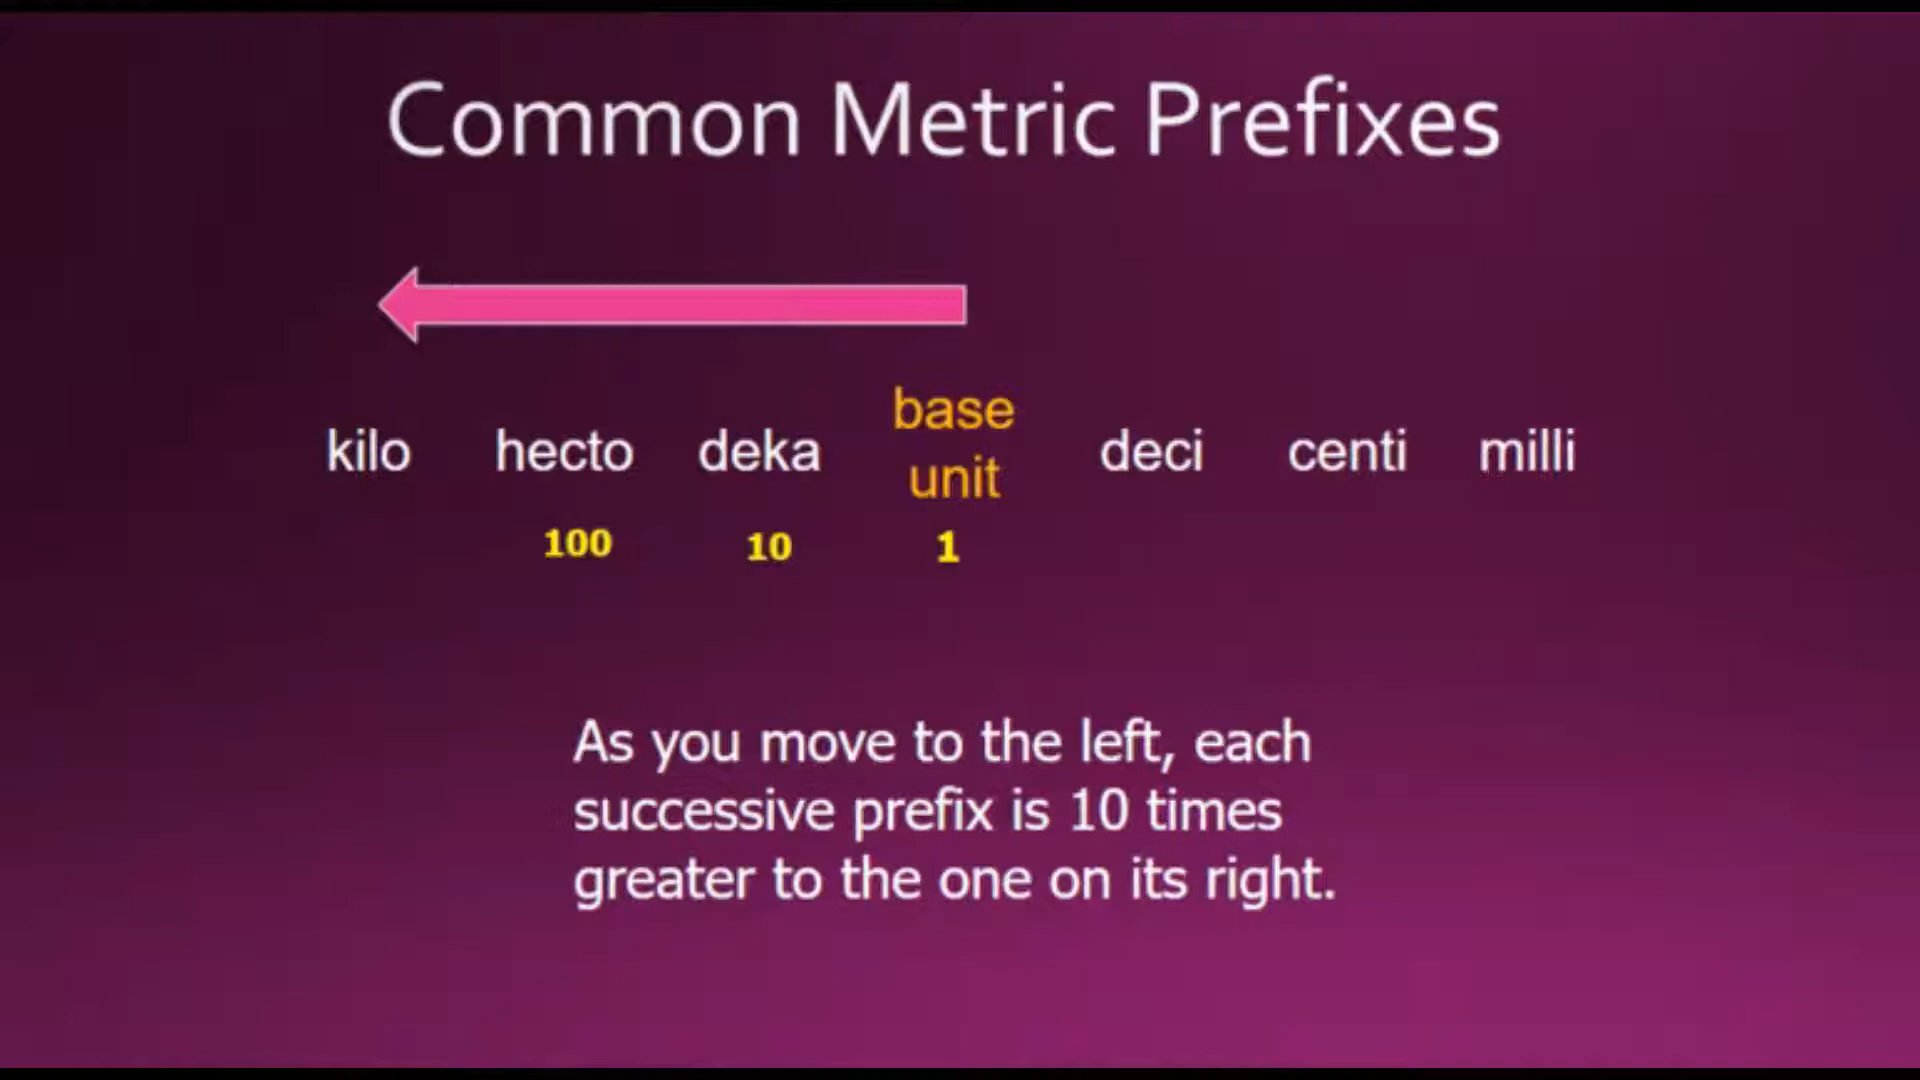 Common Metric Prefixes
kilo hecto deka base unit deci centi milli
100 10 1
As you move to the left, each
successive prefix is 10 times
greater to the one on its right.